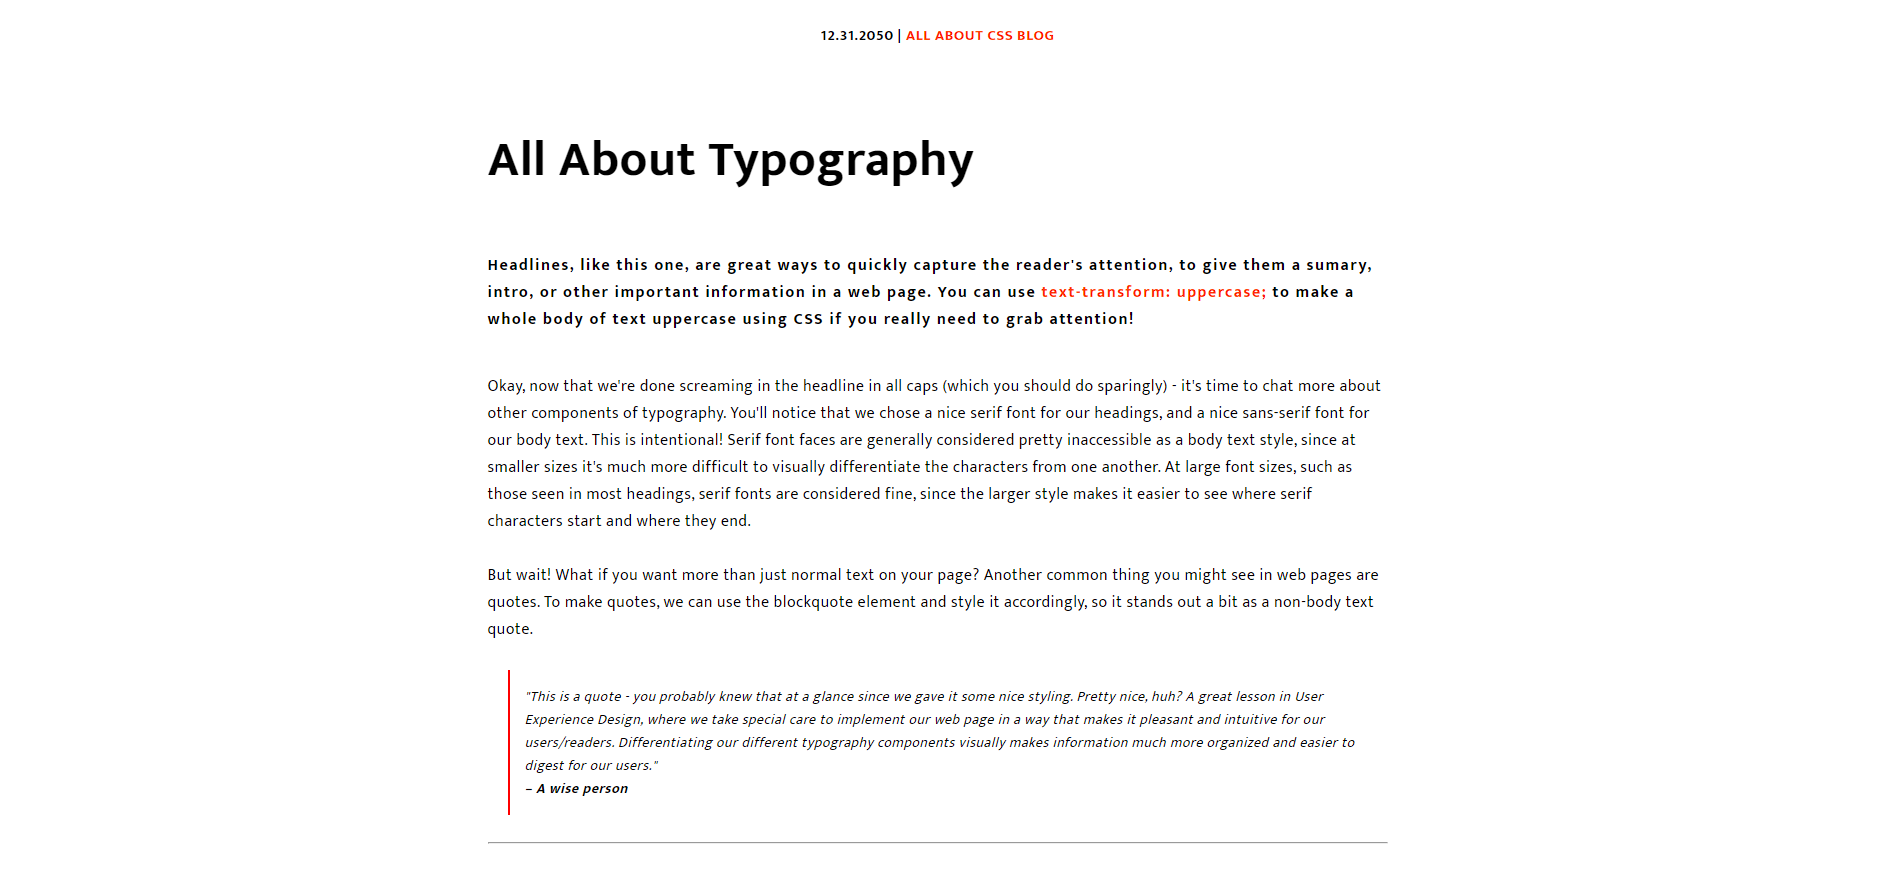 12.31.2050 | ALL ABOUT CSS BLOG
All About Typography
Headlines, like this one, are great ways to quickly capture the reader's attention, to give them a sumary,
intro, or other important information in a web page. You can use text-transform: uppercase; to make a
whole body of text uppercase using CSS if you really need to grab attention!
Okay, now that we're done screaming in the headline in all caps (which you should do sparingly) - it's time to chat more about
other components of typography. You'll notice that we chose a nice serif font for our headings, and a nice sans-serif font for
our body text. This is intentional! Serif font faces are generally considered pretty inaccessible as a body text style, since at
smaller sizes it's much more difficult to visually differentiate the characters from one another. At large font sizes, such as
those seen in most headings, serif fonts are considered fine, since the larger style makes it easier to see where serif
characters start and where they end.
But wait! What if you want more than just normal text on your page? Another common thing you might see in web pages are
quotes. To make quotes, we can use the blockquote element and style it accordingly, so it stands out a bit as a non-body text
quote.
"This is a quote - you probably knew that at a glance since we gave it some nice styling. Pretty nice, huh? A great lesson in User
Experience Design, where we take special care to implement our web page in a way that makes it pleasant and intuitive for our
users/readers. Differentiating our different typography components visually makes information much more organized and easier to
digest for our users."
– A wise person